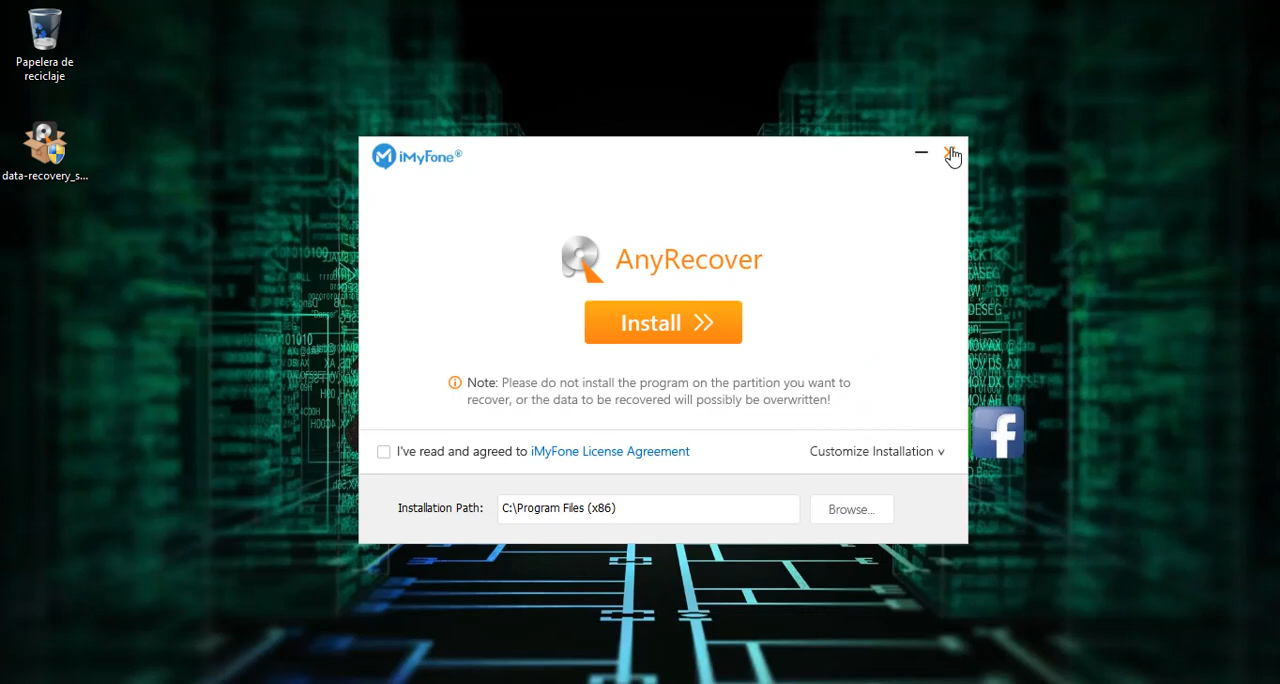 Papelera de
reciclaje
data-recovery_s...
iMyFone®
AnyRecover
Install
Note: Please do not install the program on the partition you want to
recover, or the data to be recovered will possibly be overwritten!
I've read and agreed to iMyFone License Agreement
Customize Installation
Installation Path: C:\Program Files (x86) Browse...